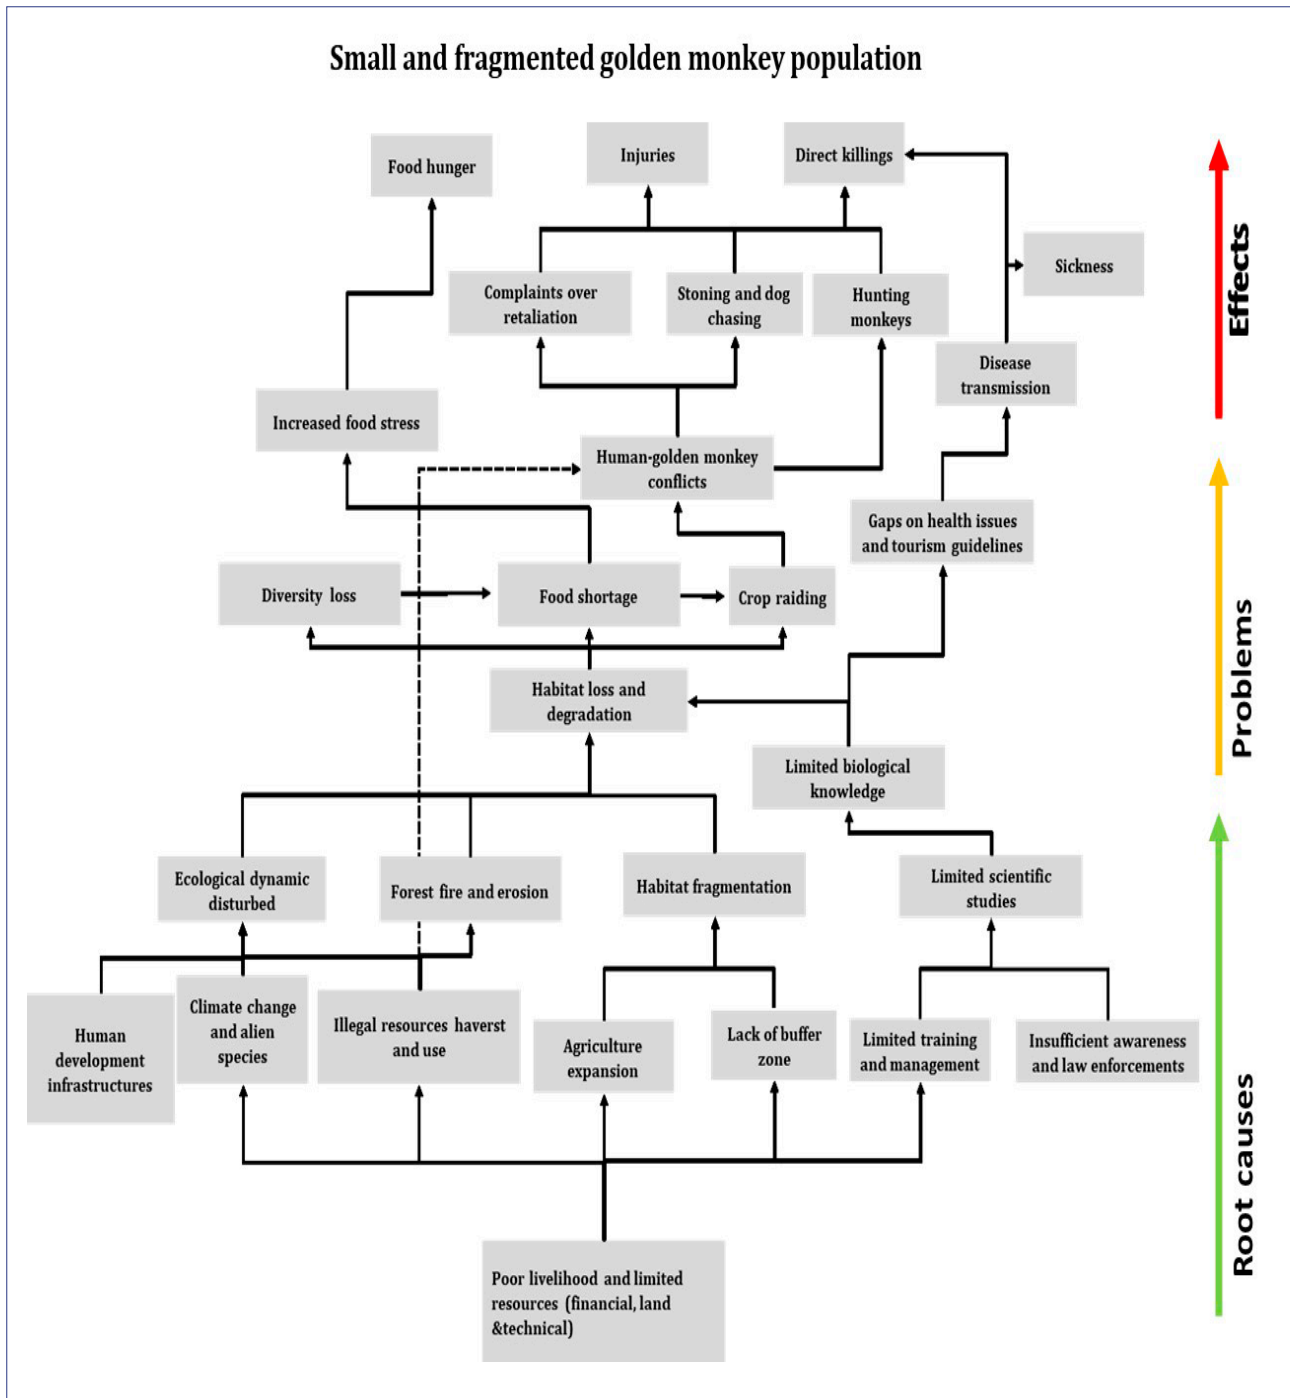 Small and fragmented golden monkey population
Food hunger
Injuries
Direct killings
Sickness
Complaints over
retaliation
Stoning and dog
chasing
Hunting
monkeys
Disease
transmission
Effects
Increased food stress
Human-golden monkey
conflicts
Gaps on health issues
and tourism guidelines
Diversity loss
Food shortage
Crop raiding
Problems
Habitat loss and
degradation
Limited biological
knowledge
Ecological dynamic
disturbed
Forest fire and erosion
Habitat fragmentation
Limited scientific
studies
Human
development
infrastructures
Climate change
and alien
species
Illegal resources haverst
and use
Agriculture
expansion
Lack of buffer
zone
Limited training
and management
Insufficient awareness
and law enforcements
Root causes
Poor livelihood and limited
resources (financial, land
&technical)